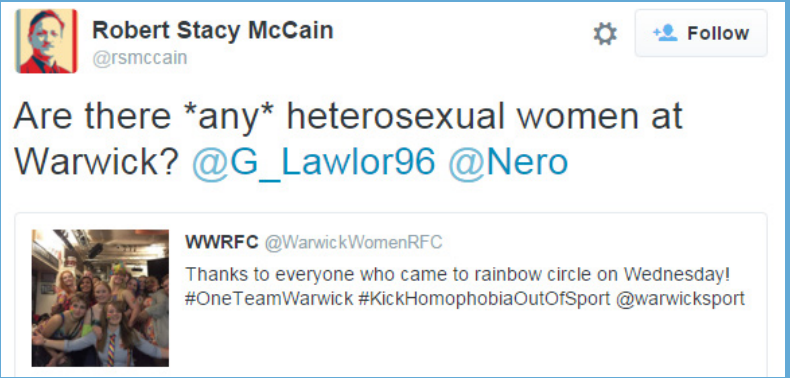 Robert Stacy McCain
@rsmccain
Follow
Are there *any* heterosexual women at
Warwick? @G_Lawlor96 @Nero
WWRFC @WarwickWomenRFC
Thanks to everyone who came to rainbow circle on Wednesday!
#OneTeamWarwick #KickHomophobiaOutOfSport @warwicksport